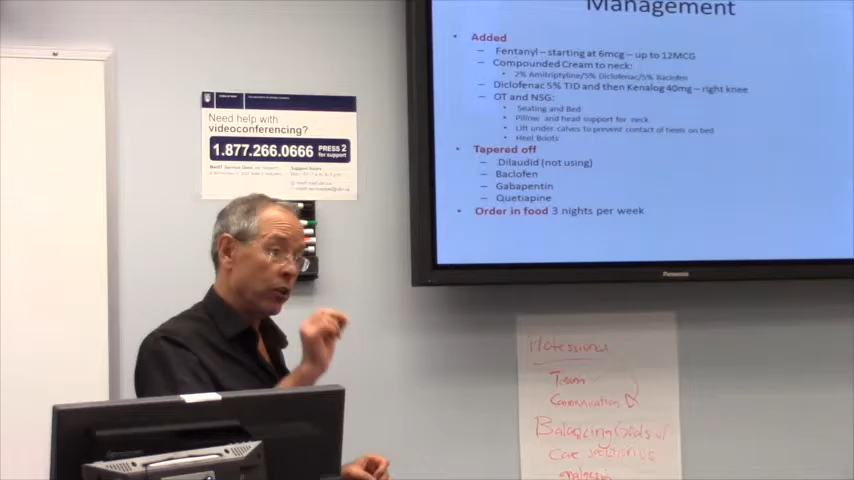 Management
• Added
– Fentanyl – starting at 6mcg – up to 12MCG
– Compounded Cream to neck:
• 2% Amitriptyline/5% Diclofenac/5% Baclofen
– Diclofenac 5% TID and then Kenalog 40mg – right knee
– OT and NSG:
• Seating and Bed
• Pillow and head support for neck
• Lift under calves to prevent contact of heels on bed
• Heel Boots
• Tapered off
– Dilaudid (not using)
– Baclofen
– Gabapentin
– Quetiapine
• Order in food 3 nights per week
Panasonic
Need help with
videoconferencing?
1.877.266.0666 PRESS 2
for support
Professional
Team
Communication
Balancing Goals of
Care
analgesia